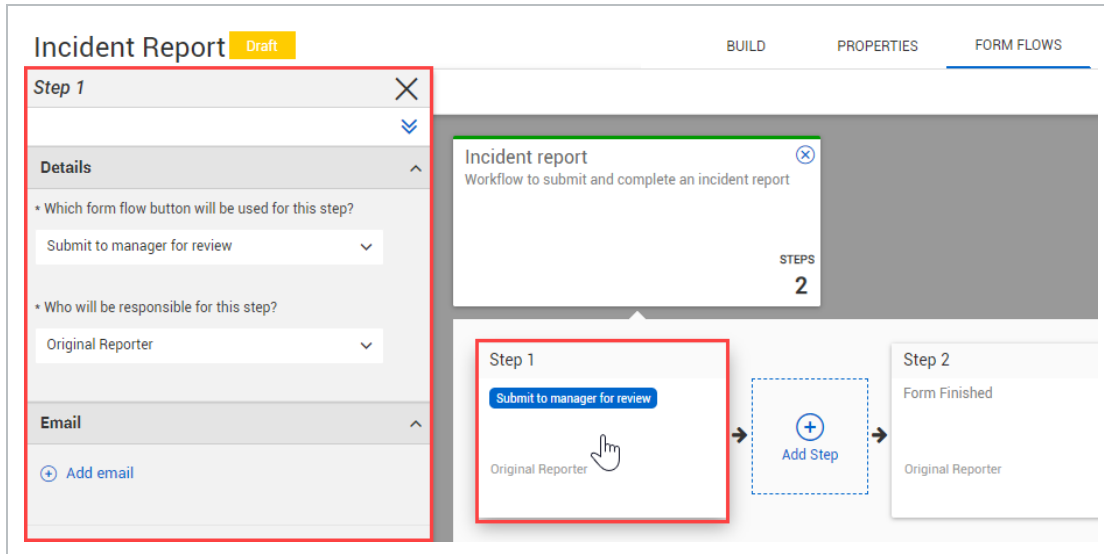 Incident Report Draft
BUILD PROPERTIES FORM FLOWS
Step 1
Details
* Which form flow button will be used for this step?
Submit to manager for review
* Who will be responsible for this step?
Original Reporter
Email
Add email
Incident report
Workflow to submit and complete an incident report
STEPS
2
Step 1
Submit to manager for review
Original Reporter
Add Step
Step 2
Form Finished
Original Reporter